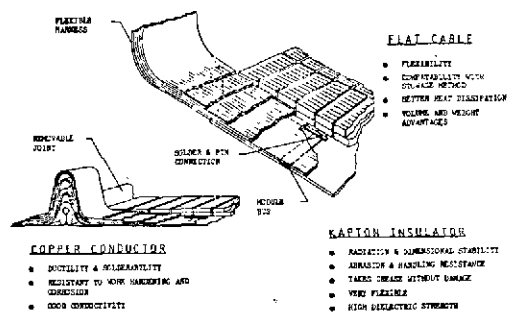 FLEXIBLE
HARNESS
FLAT CABLE
● FLEXIBILITY
● COMPATABILITY WITH
STORAGE METHOD
● BETTER HEAT DISSIPATION
● VOLUME AND WEIGHT
ADVANTAGES
REMOVABLE
JOINT
SOLDER & PIN
CONNECTION
MODULE
BUS
COPPER CONDUCTOR
● DUCTILITY & SOLDERABILITY
● RESISTANT TO WORK HARDENING AND
CORROSION
● GOOD CONDUCTIVITY
KAPTON INSULATOR
● RADIATION & DIMENSIONAL STABILITY
● ABRASION & HANDLING RESISTANCE
● TAKES CREASE WITHOUT DAMAGE
● VERY FLEXIBLE
● HIGH DIELECTRIC STRENGTH